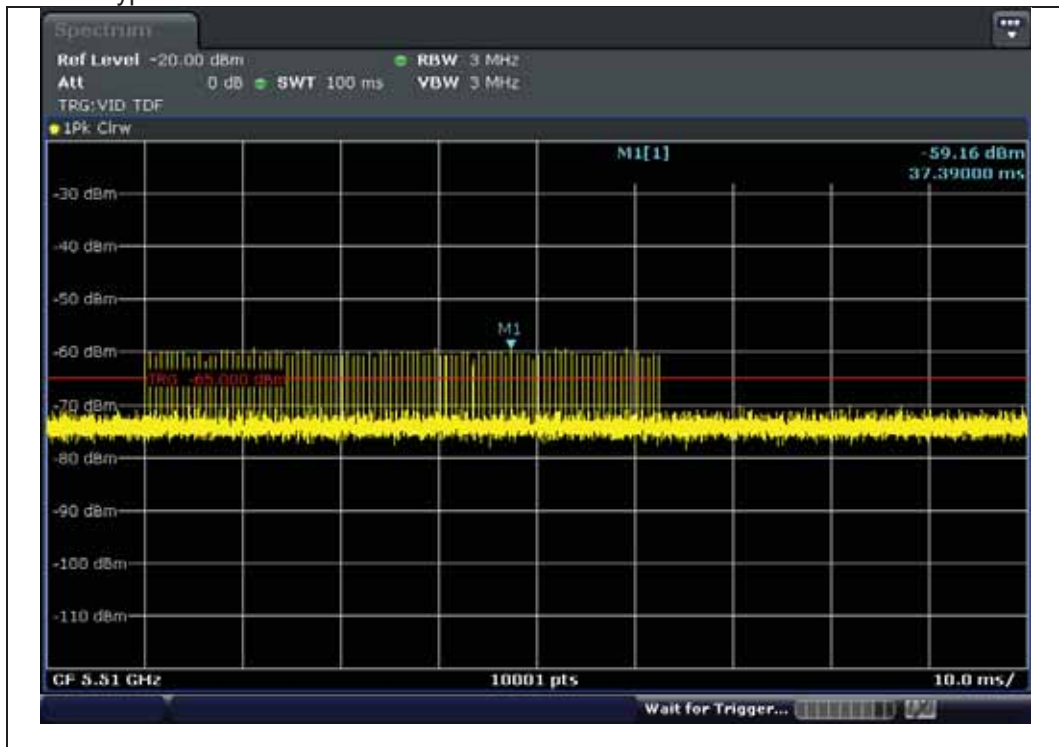 Spectrum
Ref Level -20.00 dBm RBW 3 MHz
Att 0 dB SWT 100 ms VBW 3 MHz
TRG:VID TDF
1Pk Clrw
M1[1] -59.16 dBm
37.39000 ms
-30 dBm
-40 dBm
-50 dBm
M1
-60 dBm
TRG -65.000 dBm
-70 dBm
-80 dBm
-90 dBm
-100 dBm
-110 dBm
CF 5.51 GHz 10001 pts 10.0 ms/
Wait for Trigger...